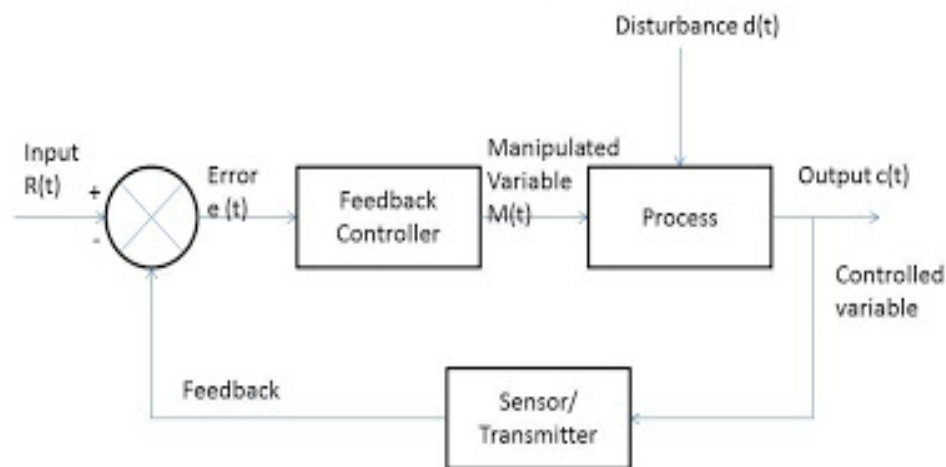 Disturbance d(t)
Input
R(t)
+
-
Error
e (t)
Feedback
Controller
Manipulated
Variable
M(t)
Process
Output c(t)
Controlled
variable
Feedback
Sensor/
Transmitter